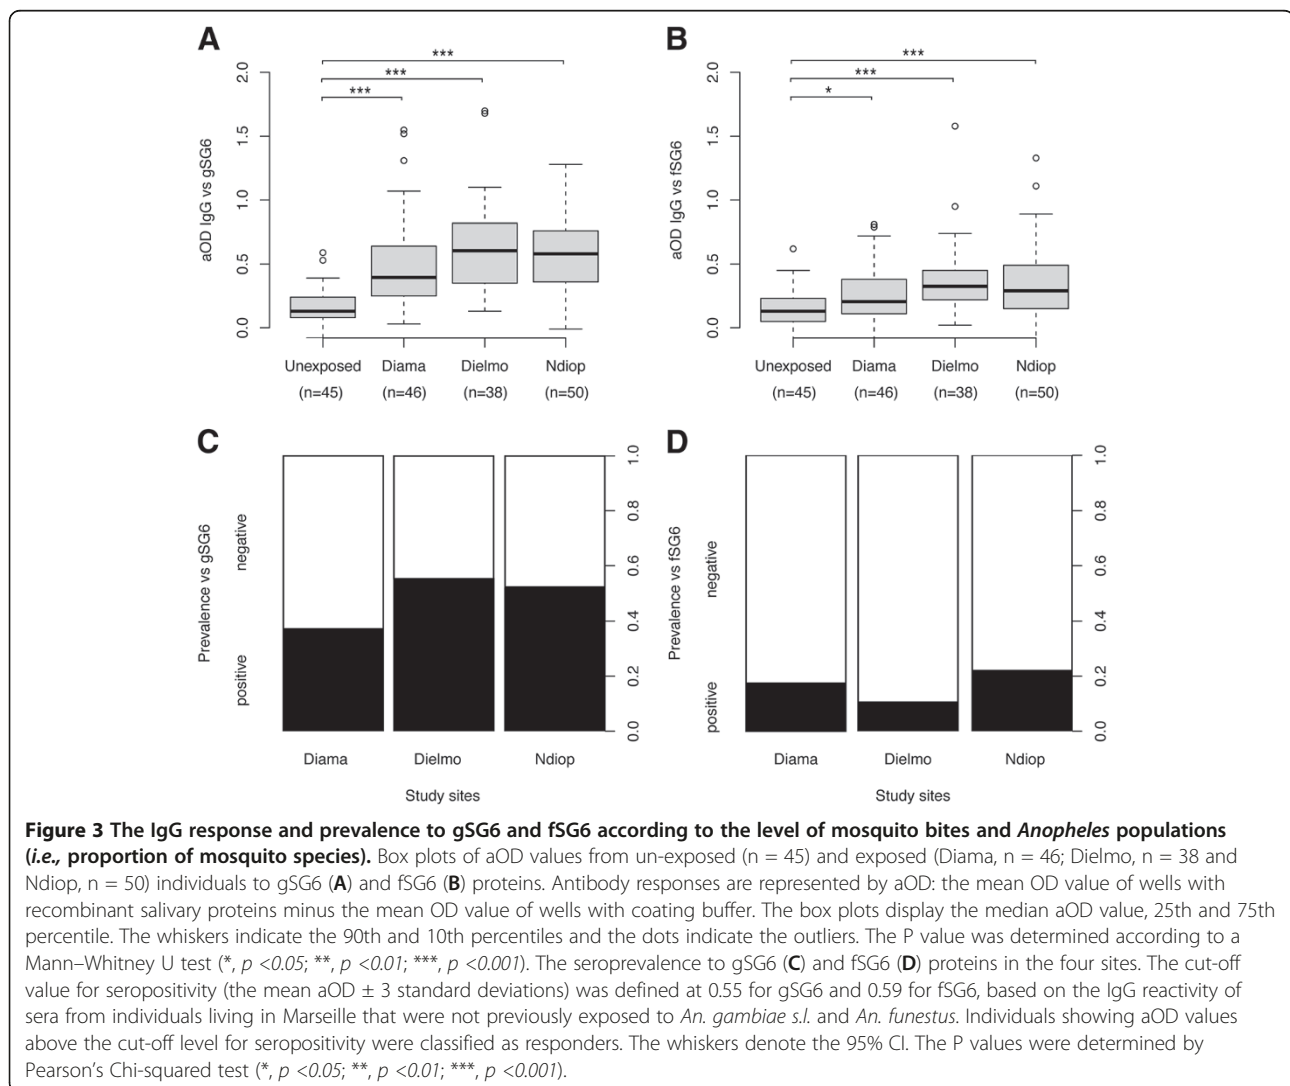 A
***
***
***
2.0
1.5
1.0
0.5
0.0
aOD IgG vs gSG6
Unexposed Diama Dielmo Ndiop
(n=45) (n=46) (n=38) (n=50)
B
***
***
*
2.0
1.5
1.0
0.5
0.0
aOD IgG vs fSG6
Unexposed Diama Dielmo Ndiop
(n=45) (n=46) (n=38) (n=50)
C
Prevalence vs gSG6
negative
positive
1.0
0.8
0.6
0.4
0.2
0.0
Diama Dielmo Ndiop
Study sites
D
Prevalence vs fSG6
negative
positive
1.0
0.8
0.6
0.4
0.2
0.0
Diama Dielmo Ndiop
Study sites
Figure 3 The IgG response and prevalence to gSG6 and fSG6 according to the level of mosquito bites and Anopheles populations
(i.e., proportion of mosquito species). Box plots of aOD values from un-exposed (n = 45) and exposed (Diama, n = 46; Dielmo, n = 38 and
Ndiop, n = 50) individuals to gSG6 (A) and fSG6 (B) proteins. Antibody responses are represented by aOD: the mean OD value of wells with
recombinant salivary proteins minus the mean OD value of wells with coating buffer. The box plots display the median aOD value, 25th and 75th
percentile. The whiskers indicate the 90th and 10th percentiles and the dots indicate the outliers. The P value was determined according to a
Mann–Whitney U test (*, p <0.05; **, p <0.01; ***, p <0.001). The seroprevalence to gSG6 (C) and fSG6 (D) proteins in the four sites. The cut-off
value for seropositivity (the mean aOD ± 3 standard deviations) was defined at 0.55 for gSG6 and 0.59 for fSG6, based on the IgG reactivity of
sera from individuals living in Marseille that were not previously exposed to An. gambiae s.l. and An. funestus. Individuals showing aOD values
above the cut-off level for seropositivity were classified as responders. The whiskers denote the 95% CI. The P values were determined by
Pearson's Chi-squared test (*, p <0.05; **, p <0.01; ***, p <0.001).